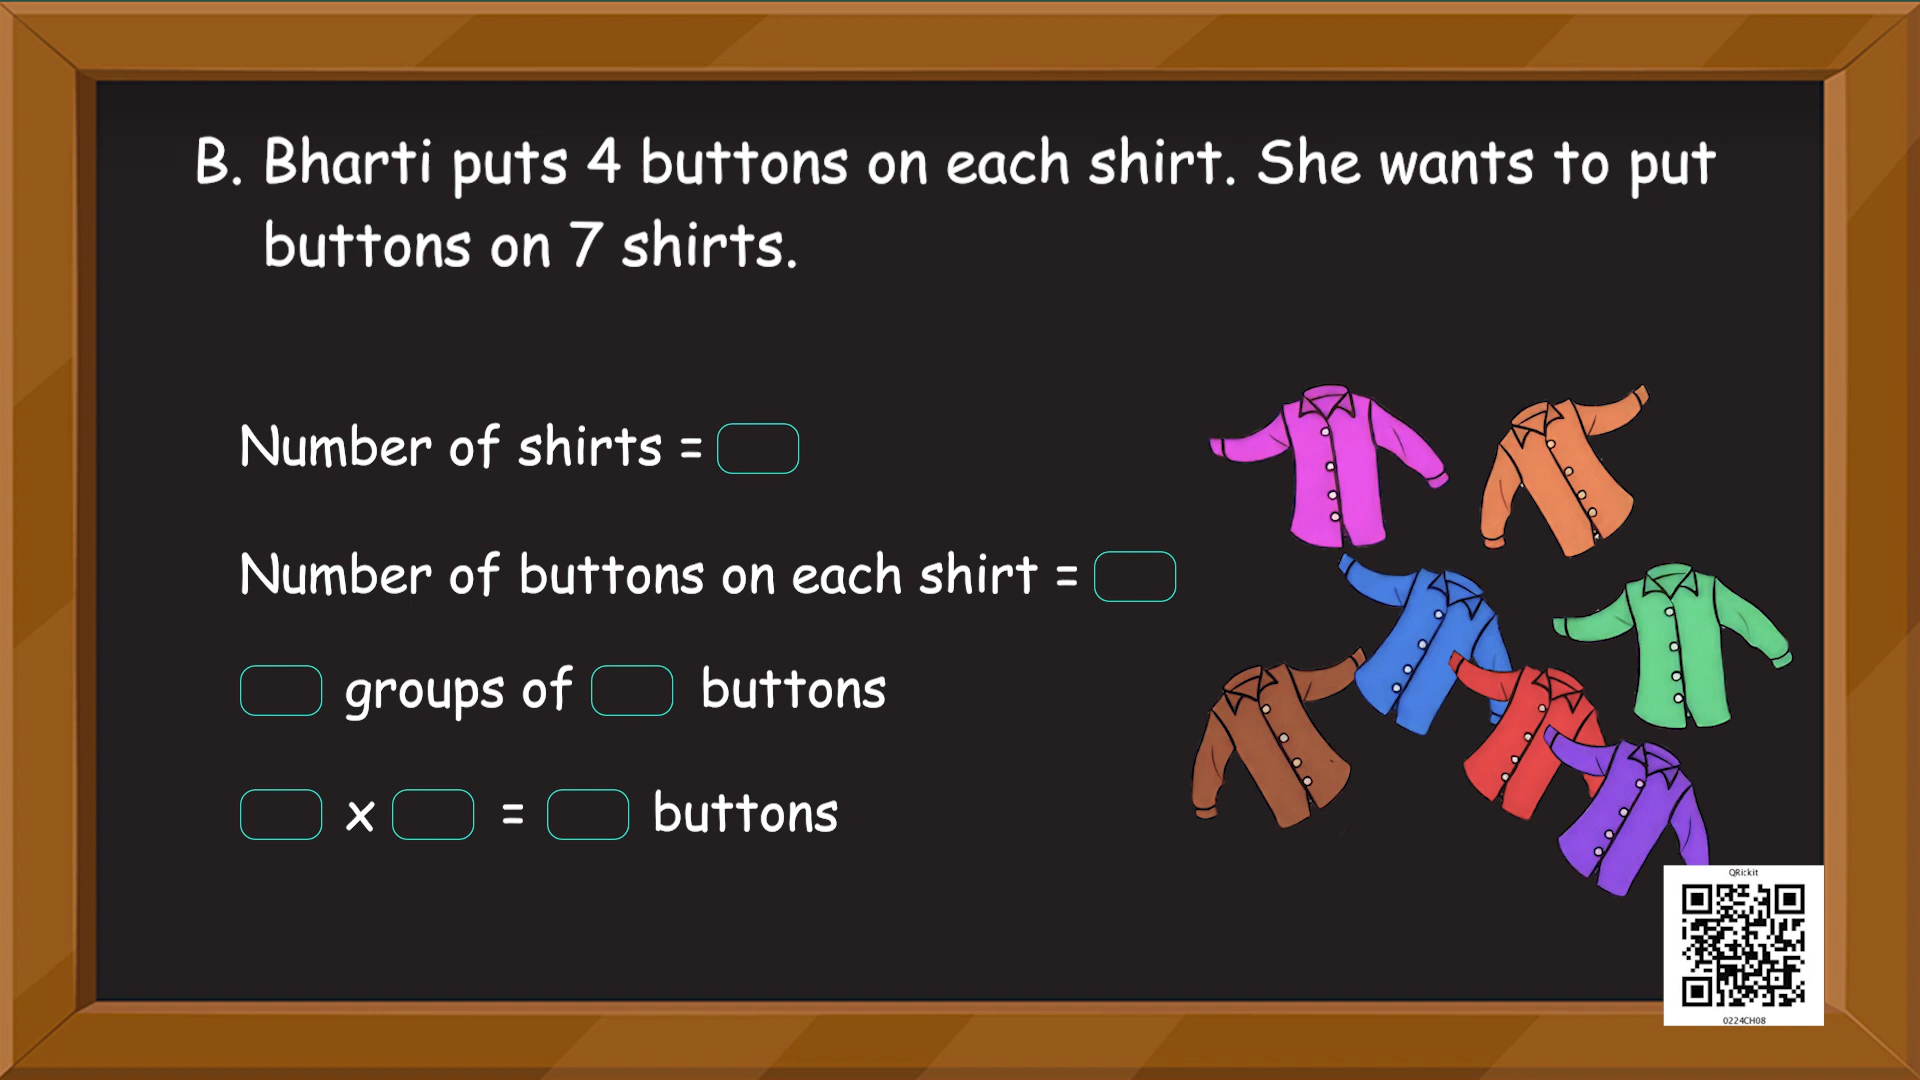 B. Bharti puts 4 buttons on each shirt. She wants to put
buttons on 7 shirts.
Number of shirts =
Number of buttons on each shirt =
groups of buttons
x = buttons
QRickit
0224CH08